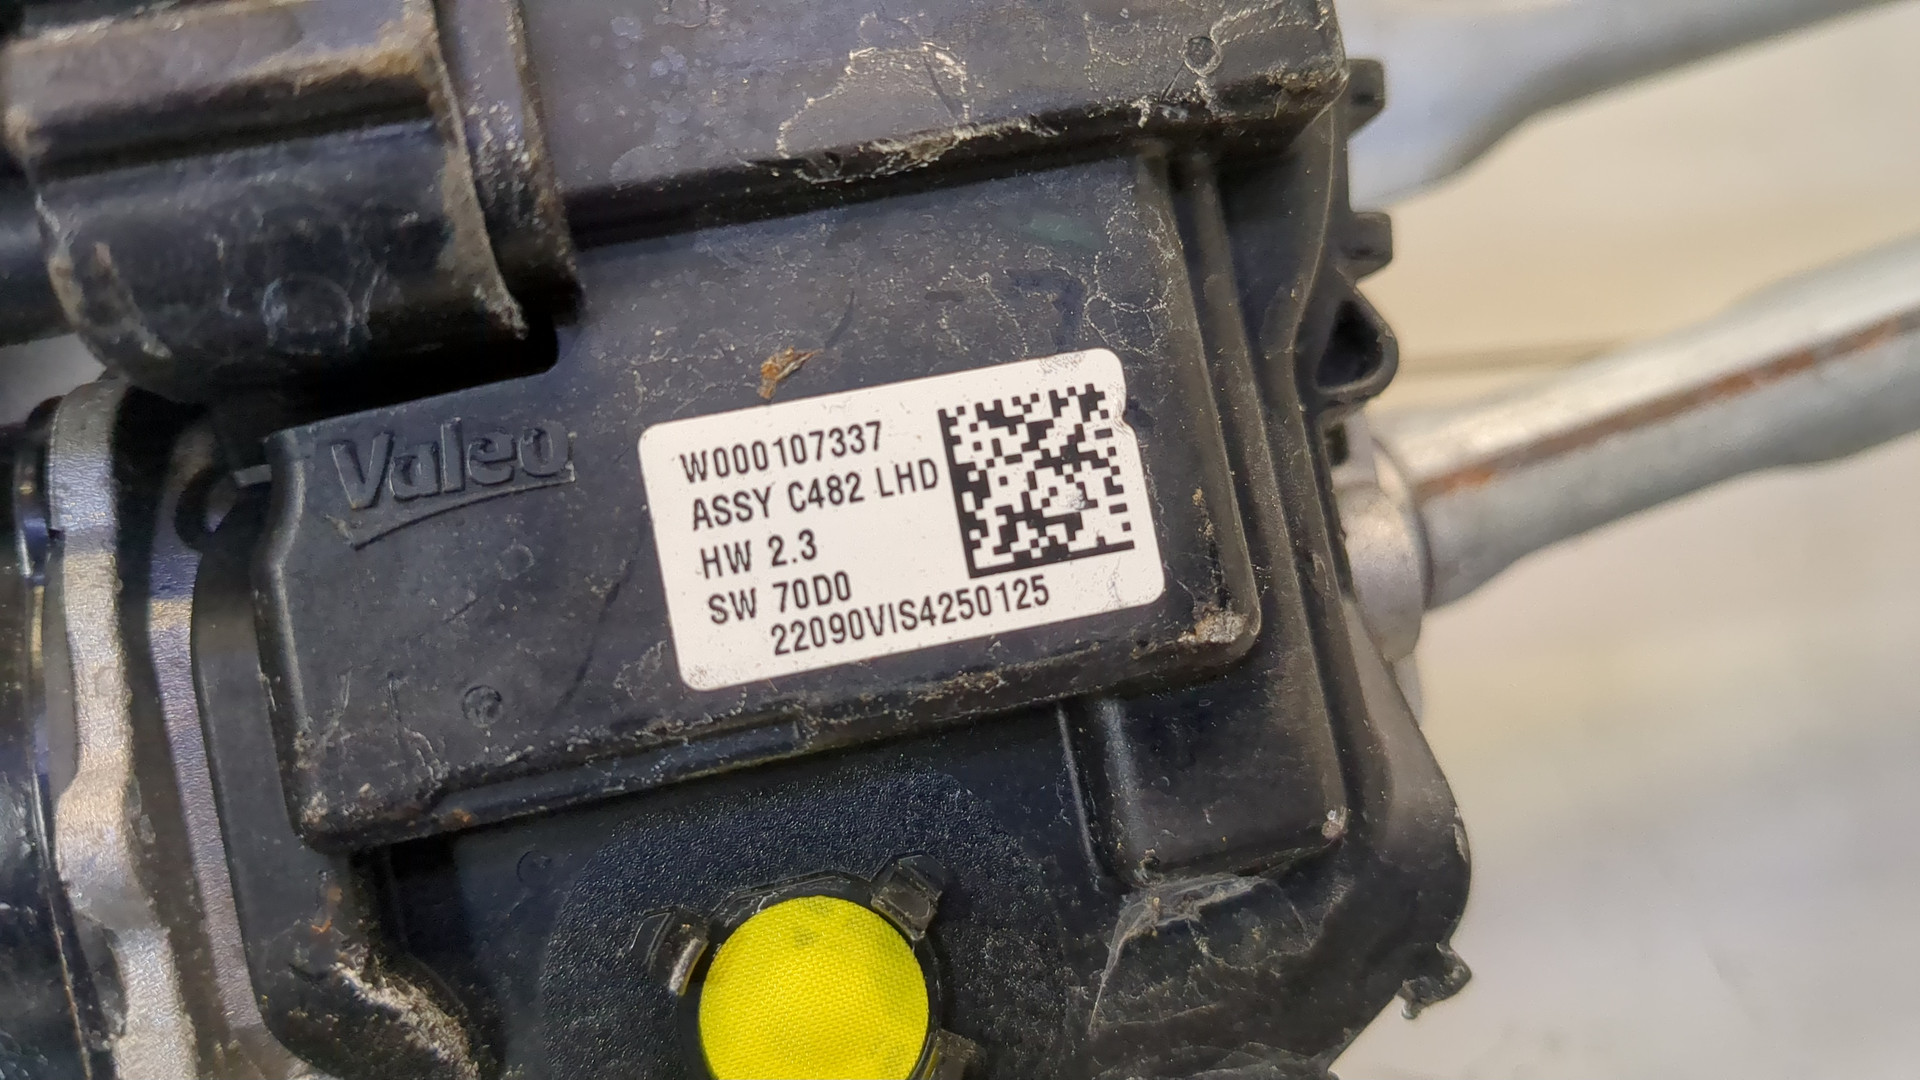 Valeo
W000107337
ASSY C482 LHD
HW 2.3
SW 70D0
22090VIS4250125